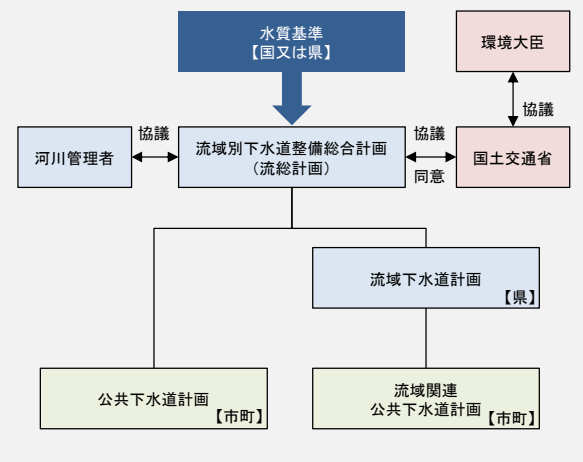 水質基準
【国又は県】
環境大臣
協議
河川管理者
協議
流域別下水道整備総合計画
（流総計画）
協議
同意
国土交通省
流域下水道計画
【県】
公共下水道計画
【市町】
流域関連
公共下水道計画
【市町】